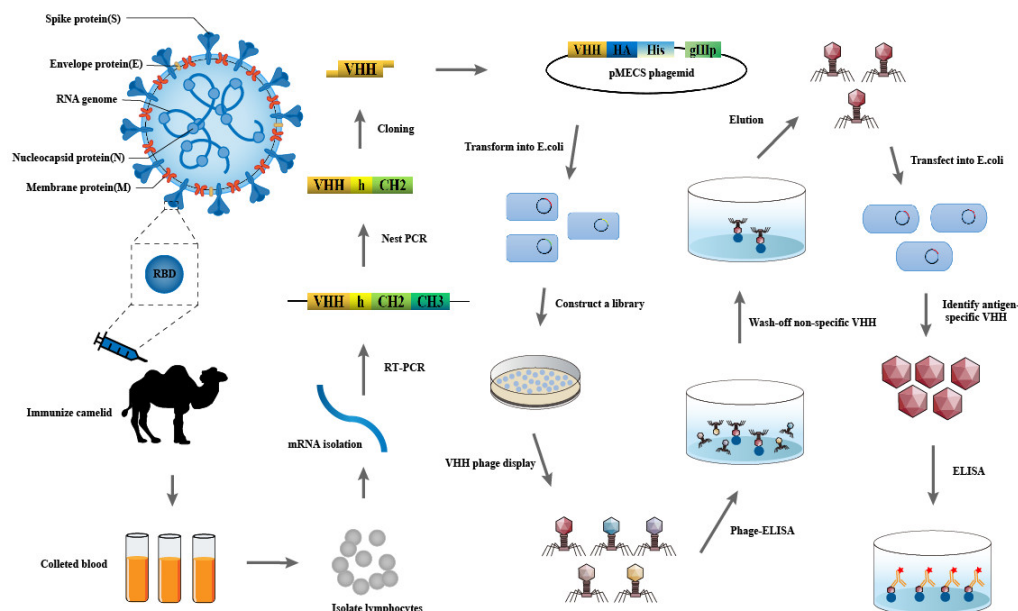 Spike protein(S)
Envelope protein(E)
RNA genome
Nucleocapsid protein(N)
Membrane protein(M)
RBD
Immunize camelid
Colleted blood
Isolate lymphocytes
mRNA isolation
RT-PCR
VHH h CH2 CH3
Nest PCR
VHH h CH2
Cloning
VHH
VHH HA His gIIIp
pMECS phagemid
Transform into E.coli
Construct a library
VHH phage display
Phage-ELISA
Wash-off non-specific VHH
Elution
Transfect into E.coli
Identify antigen-
specific VHH
ELISA